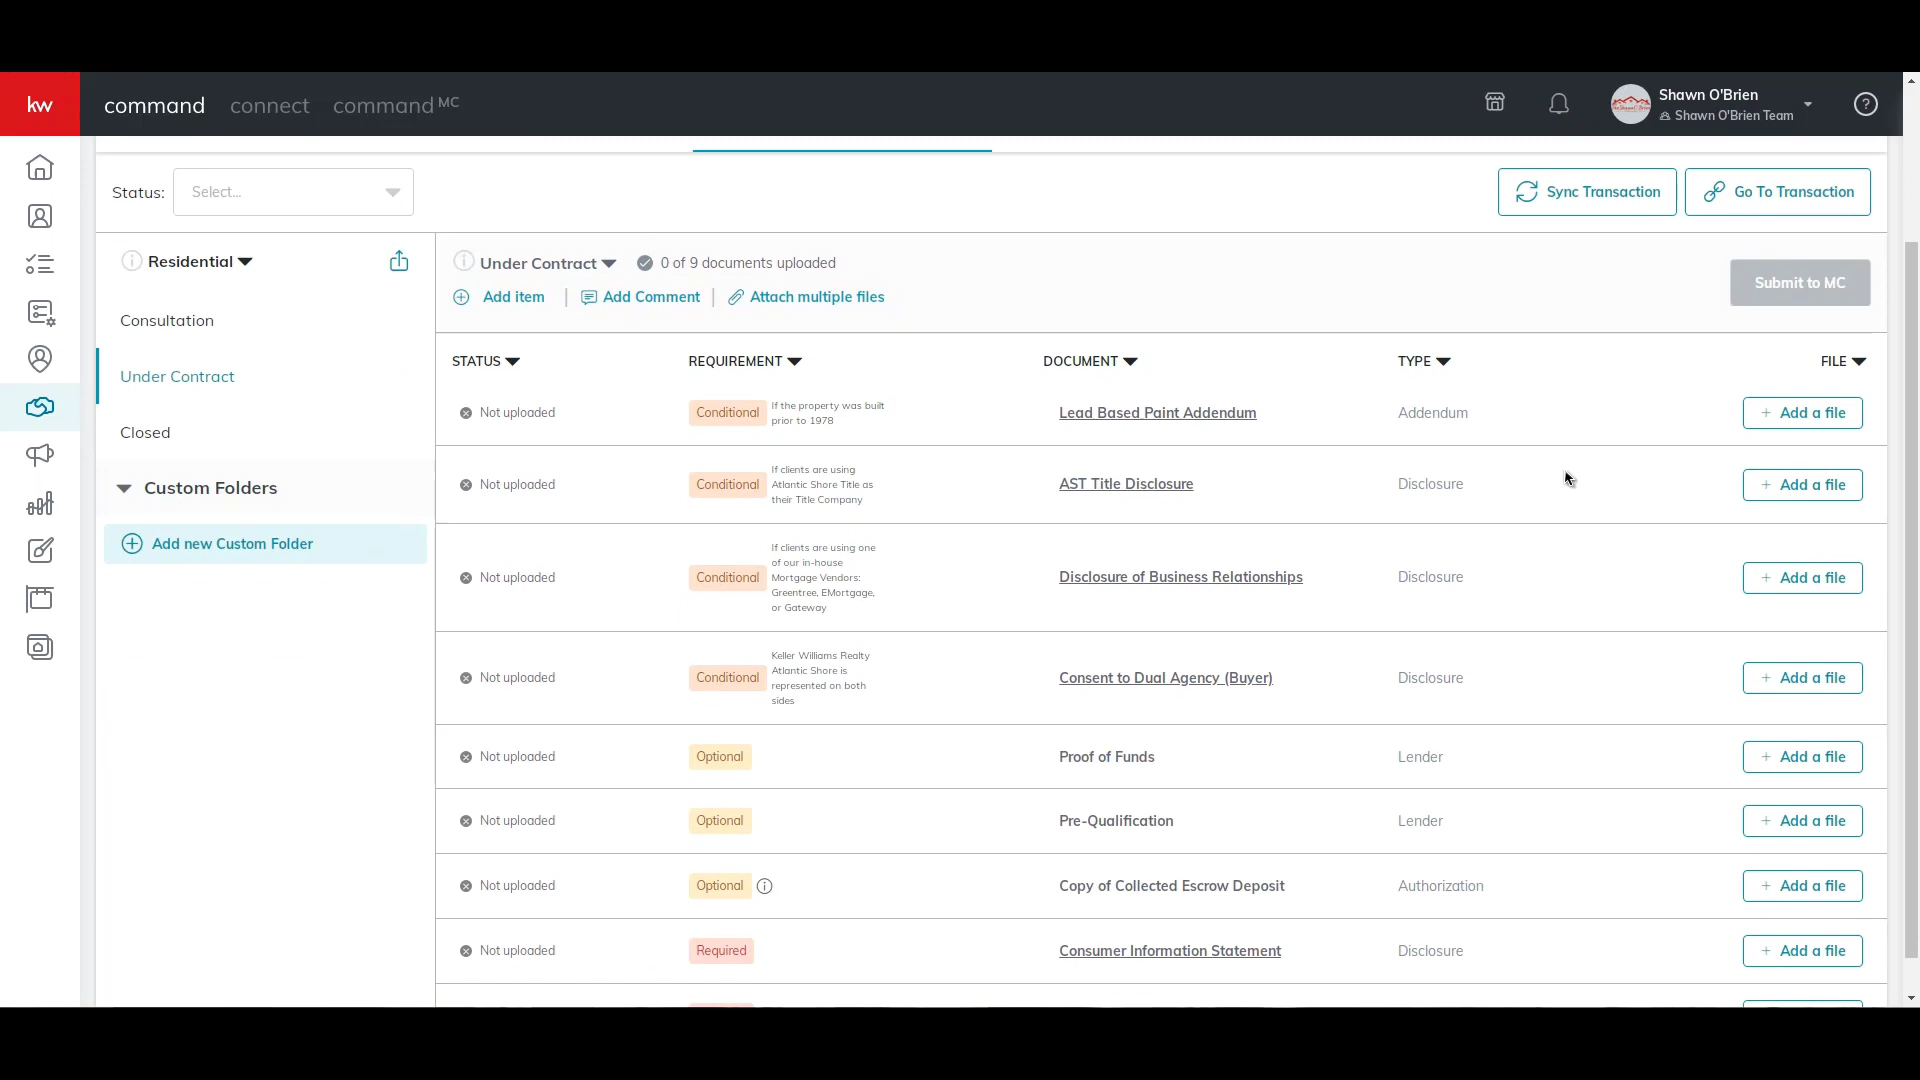 kw command connect command MC
Shawn O'Brien
Shawn O'Brien Team
Status: Select...
Sync Transaction Go To Transaction
Residential
Consultation
Under Contract
Closed
Custom Folders
Add new Custom Folder
Under Contract 0 of 9 documents uploaded
Add item | Add Comment | Attach multiple files
Submit to MC
STATUS REQUIREMENT DOCUMENT TYPE FILE
Not uploaded Conditional If the property was built
prior to 1978
Lead Based Paint Addendum Addendum + Add a file
Not uploaded Conditional If clients are using
Atlantic Shore Title as
their Title Company
AST Title Disclosure Disclosure + Add a file
Not uploaded Conditional If clients are using one
of our in-house
Mortgage Vendors:
Greentree, EMortgage,
or Gateway
Disclosure of Business Relationships Disclosure + Add a file
Not uploaded Conditional Keller Williams Realty
Atlantic Shore is
represented on both
sides
Consent to Dual Agency (Buyer) Disclosure + Add a file
Not uploaded Optional Proof of Funds Lender + Add a file
Not uploaded Optional Pre-Qualification Lender + Add a file
Not uploaded Optional Copy of Collected Escrow Deposit Authorization + Add a file
Not uploaded Required Consumer Information Statement Disclosure + Add a file